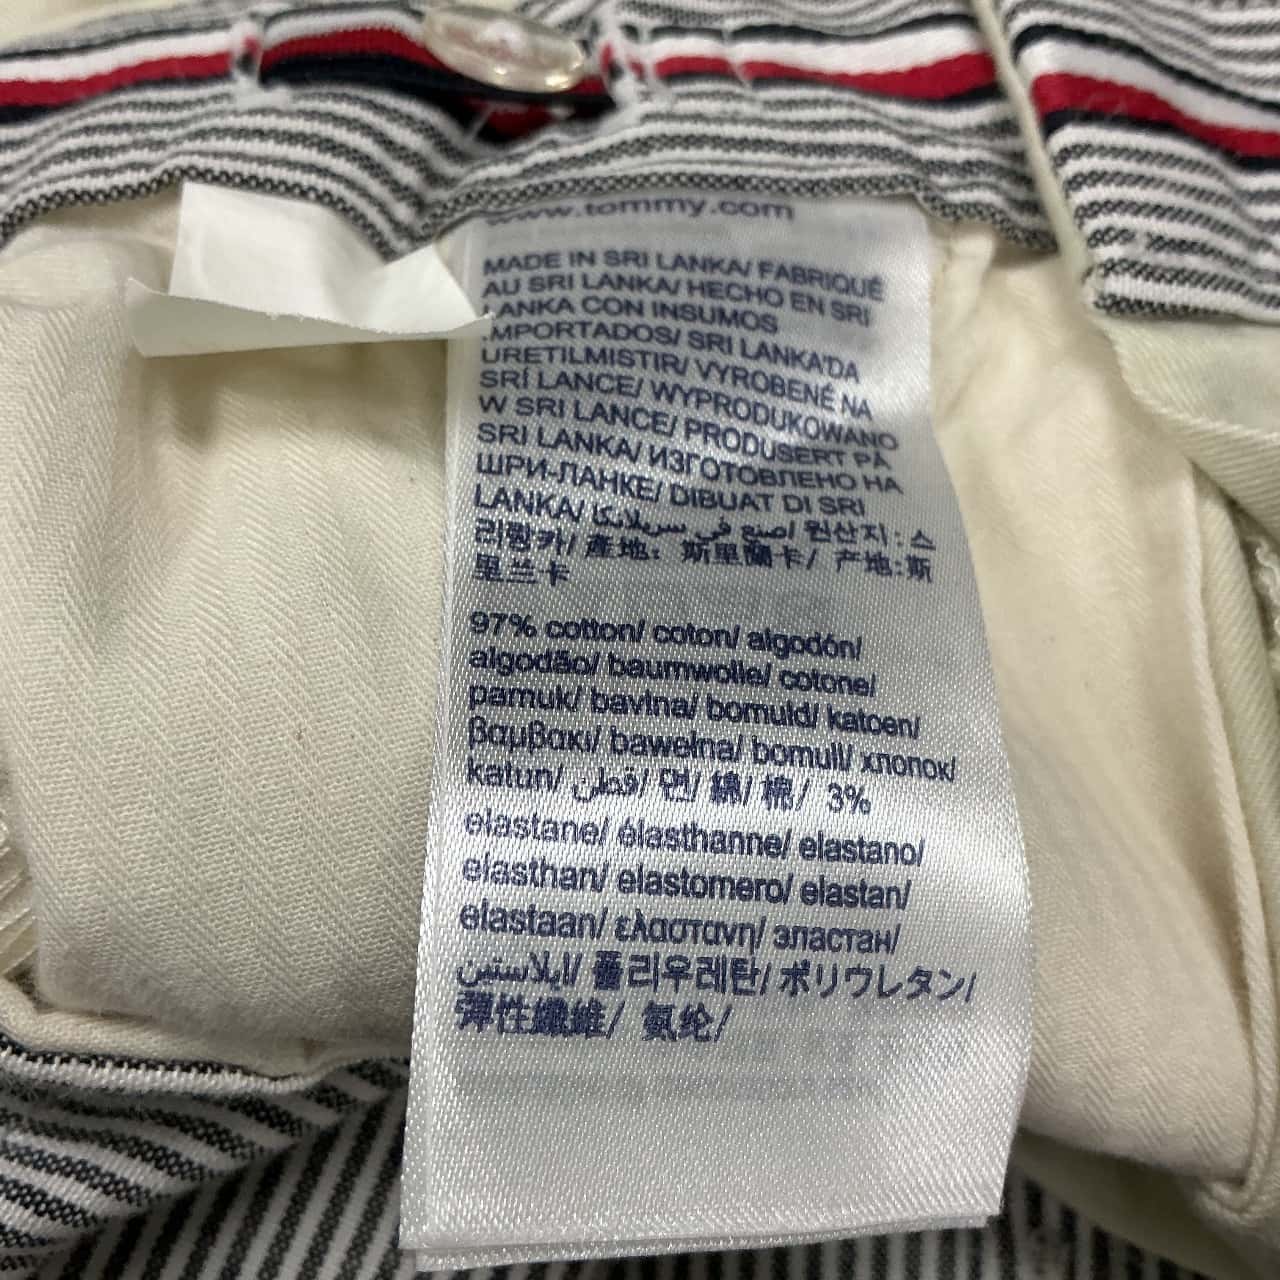 www.tommy.com
MADE IN SRI LANKA/ FABRIQUÉ
AU SRI LANKA/ HECHO EN SRI
LANKA CON INSUMOS
IMPORTADOS/ SRI LANKA'DA
URETILMISTIR/ VYROBENÉ NA
SRÍ LANCE/ WYPRODUKOWANO
W SRI LANCE/ PRODUSERT PÅ
SRI LANKA/ ИЗГОТОВЛЕНО НА
ШРИ-ЛАНКЕ/ DIBUAT DI SRI
LANKA/ صنع في سريلانكا/ 원산지 : 스
리랑카/ 產地: 斯里蘭卡/ 产地:斯
里兰卡
97% cotton/ coton/ algodón/
algodão/ baumwolle/ cotone/
pamuk/ bavlna/ bomuld/ katoen/
βαμβακι/ bawełna/ bomull/ хлопок/
katun/ قطن/ 면/ 綿/ 棉/ 3%
elastane/ élasthanne/ elastano/
elasthan/ elastomero/ elastan/
elastaan/ ελαστανη/ эластан/
ايلاستين/ 폴리우레탄/ ポリウレタン/
彈性纖維/ 氨纶/